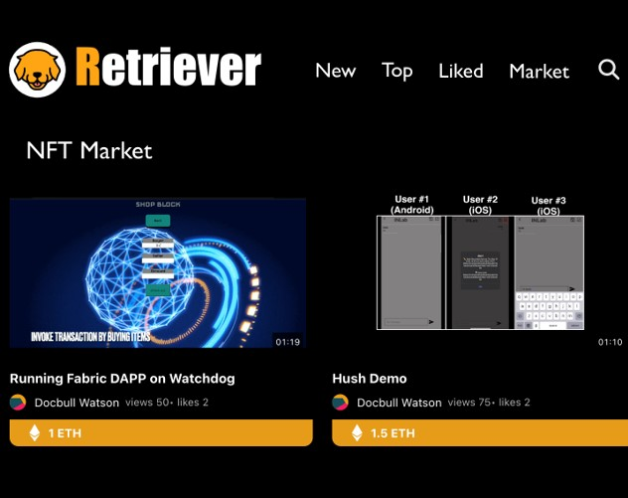 Retriever
New Top Liked Market
NFT Market
SHOP BLOCK
INVOKE TRANSACTION BY BUYING ITEMS
01:19
User #1 User #2 User #3
(Android) (iOS) (iOS)
01:10
Running Fabric DAPP on Watchdog
Docbull Watson views 50• likes 2
1 ETH
Hush Demo
Docbull Watson views 75• likes 2
1.5 ETH